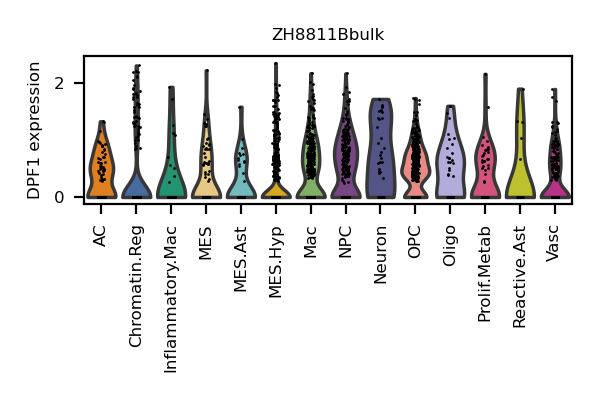 ZH8811Bbulk
DPF1 expression
2
0
AC
Chromatin.Reg
Inflammatory.Mac
MES
MES.Ast
MES.Hyp
Mac
NPC
Neuron
OPC
Oligo
Prolif.Metab
Reactive.Ast
Vasc